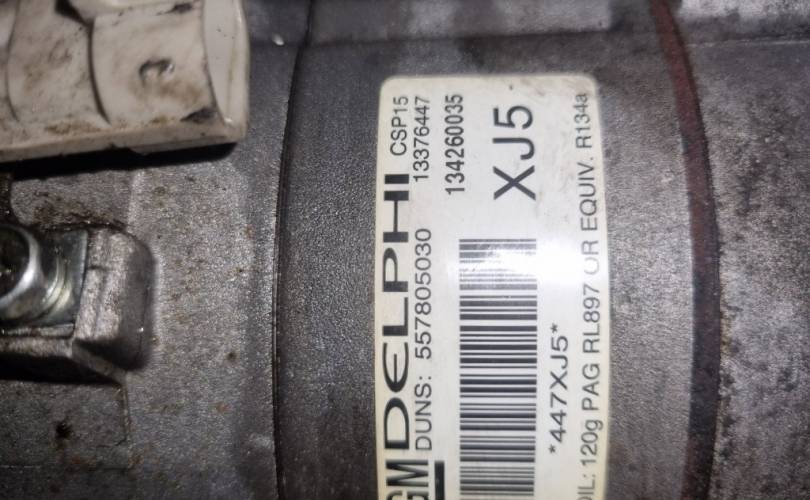 GM DELPHI CSP15
DUNS: 557805030 13376447
134260035
XJ5
*447XJ5*
OIL: 120g PAG RL897 OR EQUIV. R134a